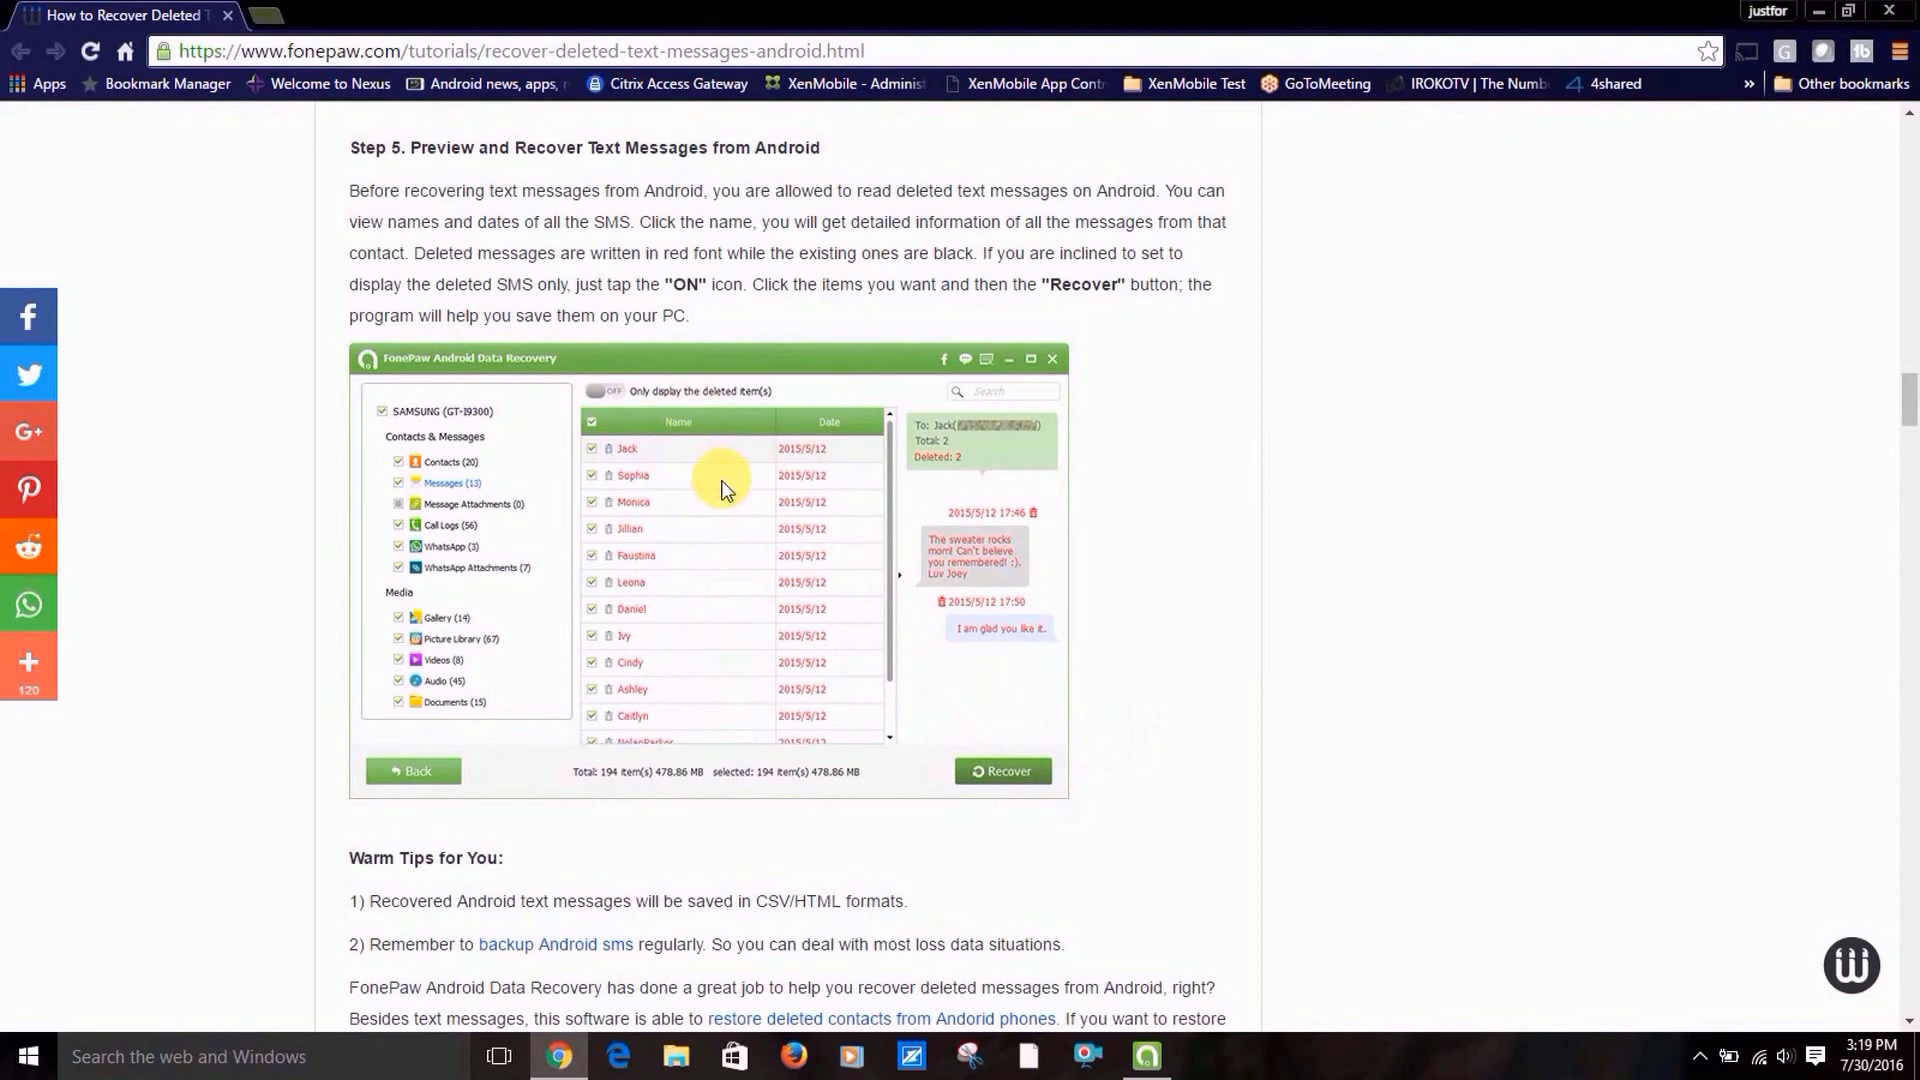 How to Recover Deleted T
justfor
https://www.fonepaw.com/tutorials/recover-deleted-text-messages-android.html
Apps Bookmark Manager Welcome to Nexus Android news, apps, Citrix Access Gateway XenMobile - Administ XenMobile App Contr XenMobile Test GoToMeeting IROKOTV | The Numb 4shared » Other bookmarks
Step 5. Preview and Recover Text Messages from Android
Before recovering text messages from Android, you are allowed to read deleted text messages on Android. You can
view names and dates of all the SMS. Click the name, you will get detailed information of all the messages from that
contact. Deleted messages are written in red font while the existing ones are black. If you are inclined to set to
display the deleted SMS only, just tap the "ON" icon. Click the items you want and then the "Recover" button; the
program will help you save them on your PC.
120
FonePaw Android Data Recovery
OFF Only display the deleted item(s)
Search
SAMSUNG (GT-I9300)
Contacts & Messages
Contacts (20)
Messages (13)
Message Attachments (0)
Call Logs (56)
WhatsApp (3)
WhatsApp Attachments (7)
Media
Gallery (14)
Picture Library (67)
Videos (8)
Audio (45)
Documents (15)
Name Date
Jack 2015/5/12
Sophia 2015/5/12
Monica 2015/5/12
Jillian 2015/5/12
Faustina 2015/5/12
Leona 2015/5/12
Daniel 2015/5/12
Ivy 2015/5/12
Cindy 2015/5/12
Ashley 2015/5/12
Caitlyn 2015/5/12
NolanParker 2015/5/12
To: Jack( )
Total: 2
Deleted: 2
2015/5/12 17:46
The sweater rocks
mom! Can't believe
you remembered! :).
Luv Joey
2015/5/12 17:50
I am glad you like it.
Back
Total: 194 item(s) 478.86 MB selected: 194 item(s) 478.86 MB
Recover
Warm Tips for You:
1) Recovered Android text messages will be saved in CSV/HTML formats.
2) Remember to backup Android sms regularly. So you can deal with most loss data situations.
FonePaw Android Data Recovery has done a great job to help you recover deleted messages from Android, right?
Besides text messages, this software is able to restore deleted contacts from Andorid phones. If you want to restore
Search the web and Windows
3:19 PM
7/30/2016